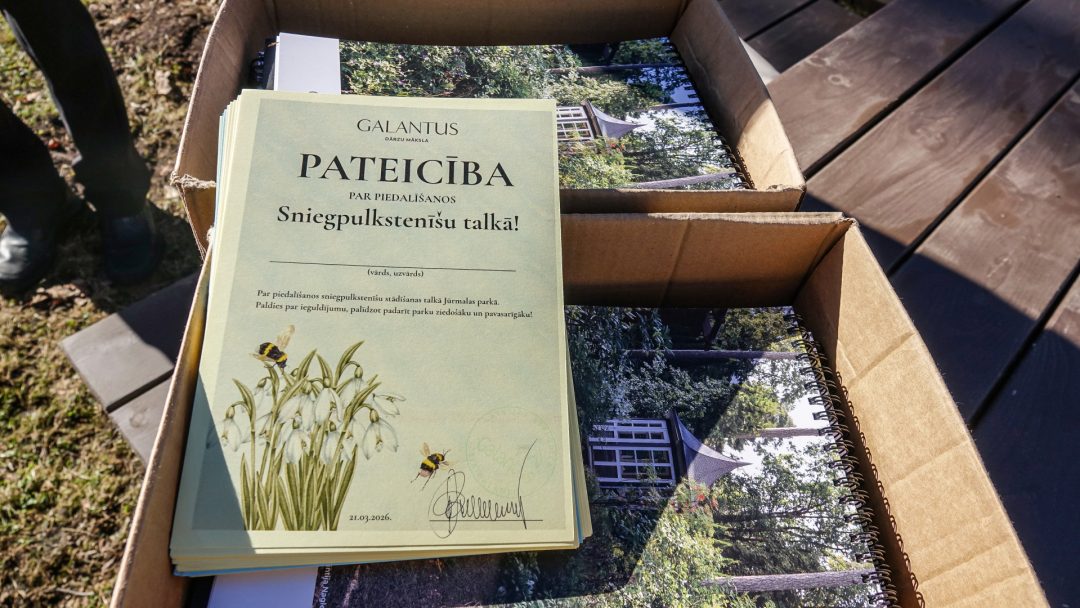 GALANTUS
DĀRZU MĀKSLA
PATEICĪBA
PAR PIEDALĪŠANOS
Sniegpulkstenīšu talkā!
(vārds, uzvārds)
Par piedalīšanos sniegpulkstenīšu stādīšanas talkā Jūrmalas parkā.
Paldies par ieguldījumu, palīdzot padarīt parku ziedošāku un pavasarīgāku!
21.03.2026.